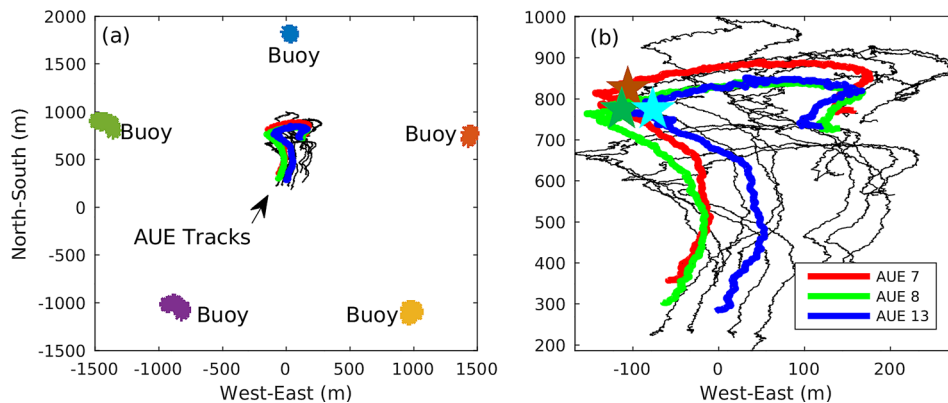 (a)
Buoy
Buoy
Buoy
AUE Tracks
Buoy
Buoy
2000
1500
1000
500
0
-500
-1000
-1500
North-South (m)
-1500 -1000 -500 0 500 1000 1500
West-East (m)
(b)
1000
900
800
700
600
500
400
300
200
AUE 7
AUE 8
AUE 13
-100 0 100 200
West-East (m)